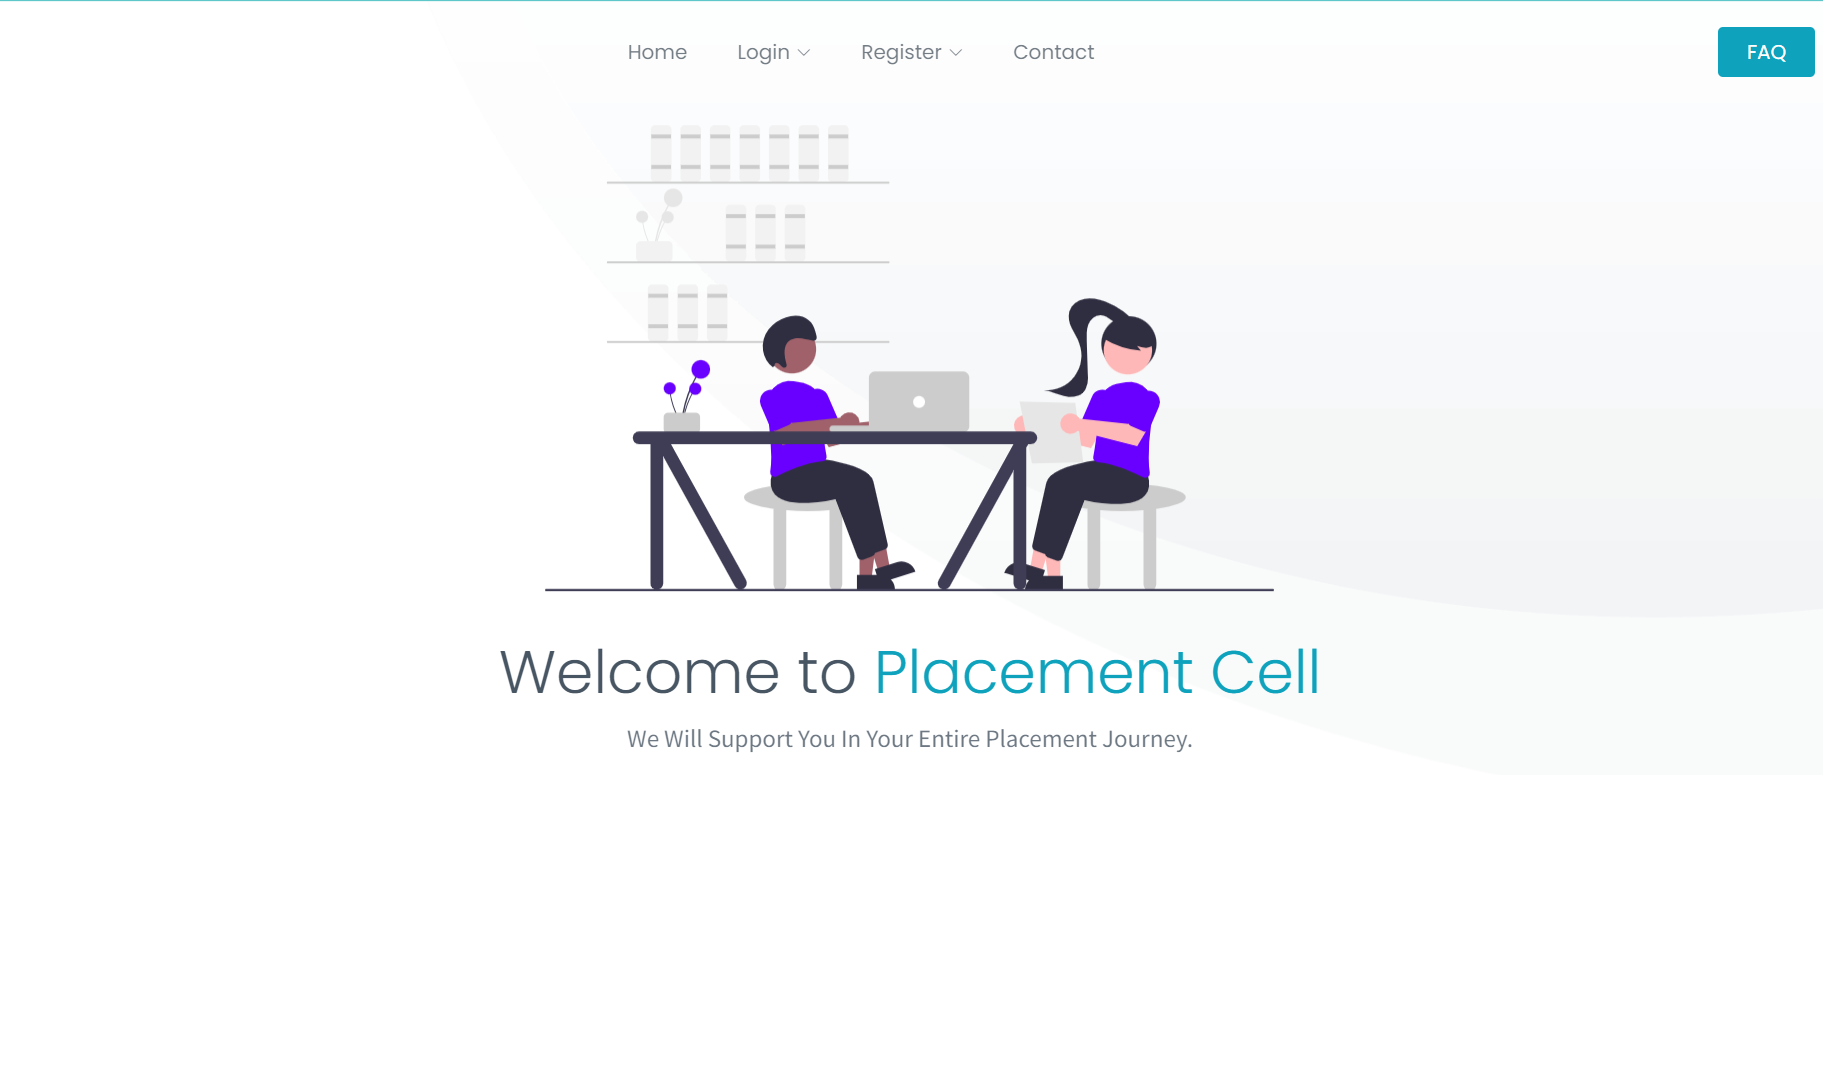 Home Login Register Contact FAQ
Welcome to Placement Cell
We Will Support You In Your Entire Placement Journey.